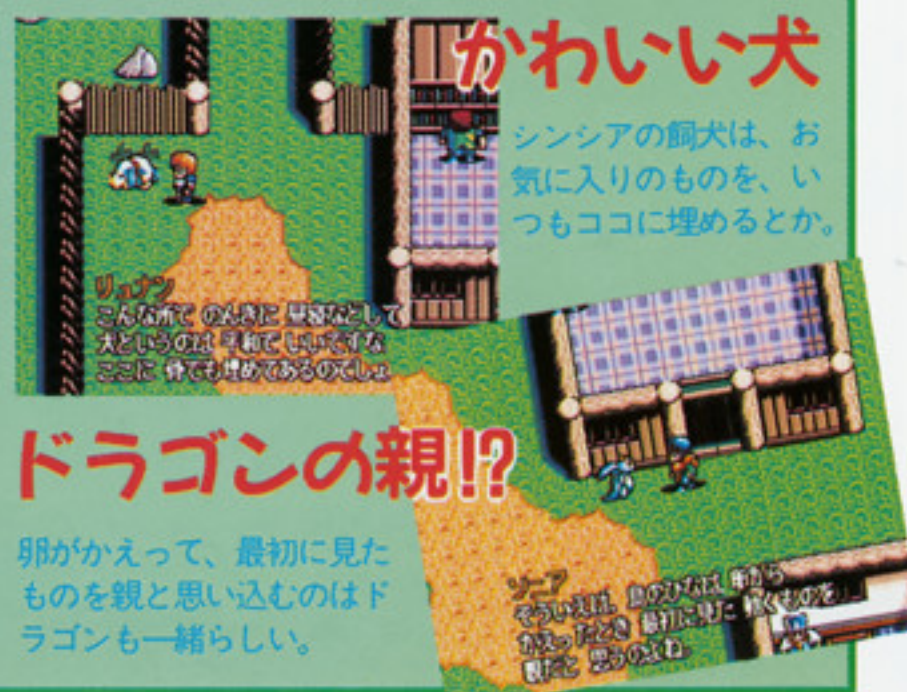 かわいい犬
シンシアの飼犬は、お
気に入りのものを、い
つもココに埋めるとか。
リュナン
こんな所で のんきに 昼寝などして
犬というのは 平和で いいですな
ここに 骨でも埋めてあるのでしょ
ドラゴンの親!?
卵がかえって、最初に見た
ものを親と思い込むのはド
ラゴンも一緒らしい。
ソニア
そういえば 鳥のひなは 卵から
かえったとき 最初に見た 動くものを
親だと 思うのよね